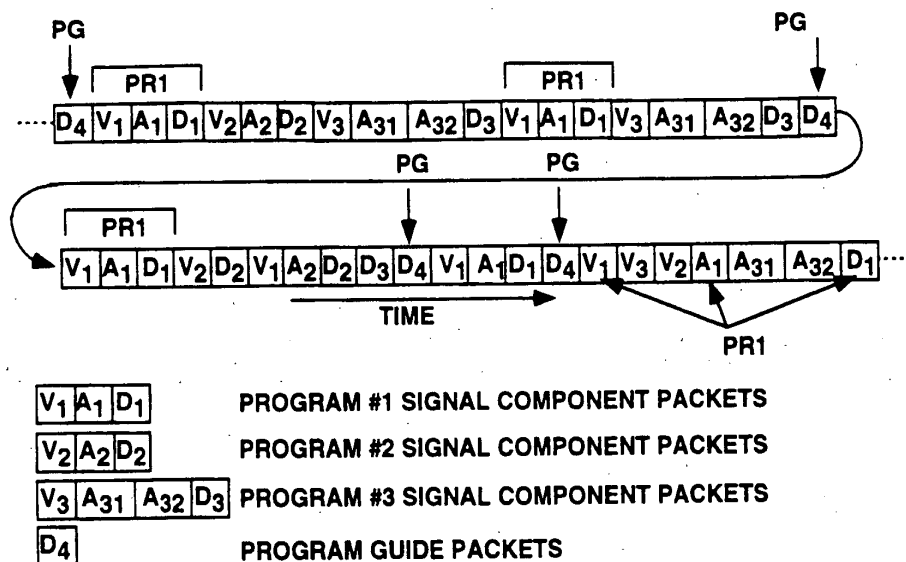 PG PG
PR1 PR1
D4 V1 A1 D1 V2 A2 D2 V3 A31 A32 D3 V1 A1 D1 V3 A31 A32 D3 D4
PG PG
PR1
V1 A1 D1 V2 D2 V1 A2 D2 D3 D4 V1 A1 D1 D4 V1 V3 V2 A1 A31 A32 D1
TIME
PR1
V1 A1 D1 PROGRAM #1 SIGNAL COMPONENT PACKETS
V2 A2 D2 PROGRAM #2 SIGNAL COMPONENT PACKETS
V3 A31 A32 D3 PROGRAM #3 SIGNAL COMPONENT PACKETS
D4 PROGRAM GUIDE PACKETS